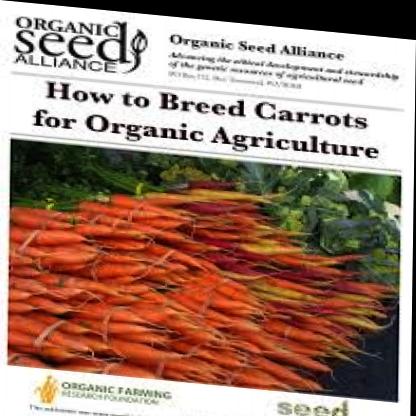 ORGANIC
seed
ALLIANCE
Organic Seed Alliance
Advancing the ethical development and stewardship
of the genetic resources of agricultural seed
How to Breed Carrots
for Organic Agriculture
ORGANIC FARMING
RESEARCH FOUNDATION
seed